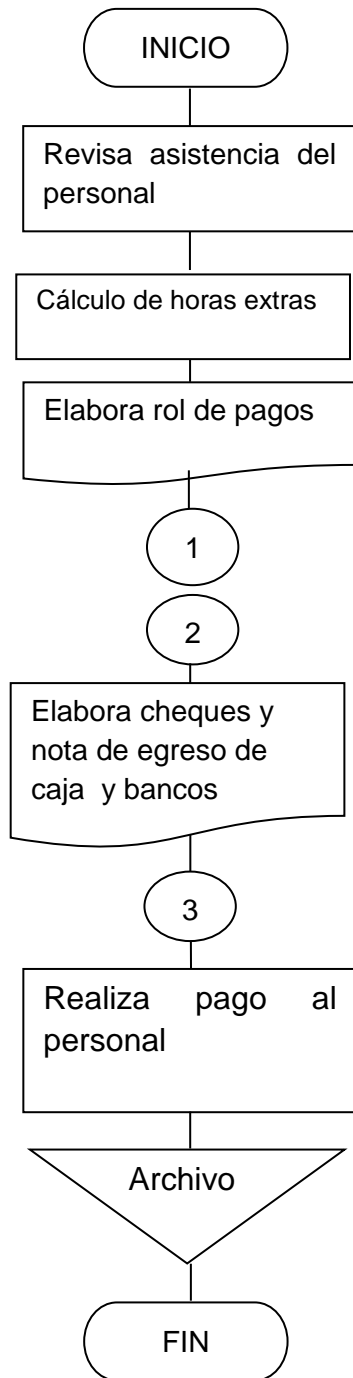 INICIO
Revisa asistencia del
personal
Cálculo de horas extras
Elabora rol de pagos
1
2
Elabora cheques y
nota de egreso de
caja y bancos
3
Realiza pago al
personal
Archivo
FIN